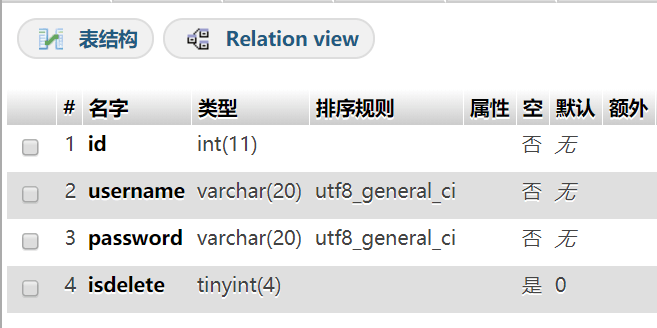 表结构 Relation view
# 名字 类型 排序规则 属性 空 默认 额外
1 id int(11) 否 无
2 username varchar(20) utf8_general_ci 否 无
3 password varchar(20) utf8_general_ci 否 无
4 isdelete tinyint(4) 是 0